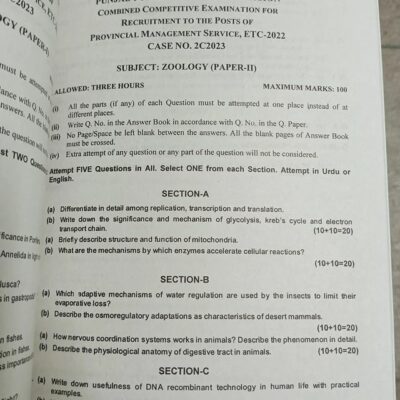 COMBINED COMPETITIVE EXAMINATION FOR
RECRUITMENT TO THE POSTS OF
PROVINCIAL MANAGEMENT SERVICE, ETC-2022
CASE NO. 2C2023
SUBJECT: ZOOLOGY (PAPER-II)
ALLOWED: THREE HOURS MAXIMUM MARKS: 100
(i) All the parts (if any) of each Question must be attempted at one place instead of at
different places.
(ii) Write Q. No. in the Answer Book in accordance with Q. No. in the Q. Paper.
(iii) No Page/Space be left blank between the answers. All the blank pages of Answer Book
must be crossed.
(iv) Extra attempt of any question or any part of the question will not be considered.
Attempt FIVE Questions in All. Select ONE from each Section. Attempt in Urdu or
English.
SECTION-A
(a) Differentiate in detail among replication, transcription and translation.
(b) Write down the significance and mechanism of glycolysis, kreb's cycle and electron
transport chain. (10+10=20)
(a) Briefly describe structure and function of mitochondria.
(b) What are the mechanisms by which enzymes accelerate cellular reactions?
(10+10=20)
SECTION-B
(a) Which adaptive mechanisms of water regulation are used by the insects to limit their
evaporative loss?
(b) Describe the osmoregulatory adaptations as characteristics of desert mammals.
(10+10=20)
(a) How nervous coordination systems works in animals? Describe the phenomenon in detail.
(b) Describe the physiological anatomy of digestive tract in animals. (10+10=20)
SECTION-C
(a) Write down usefulness of DNA recombinant technology in human life with practical
examples.